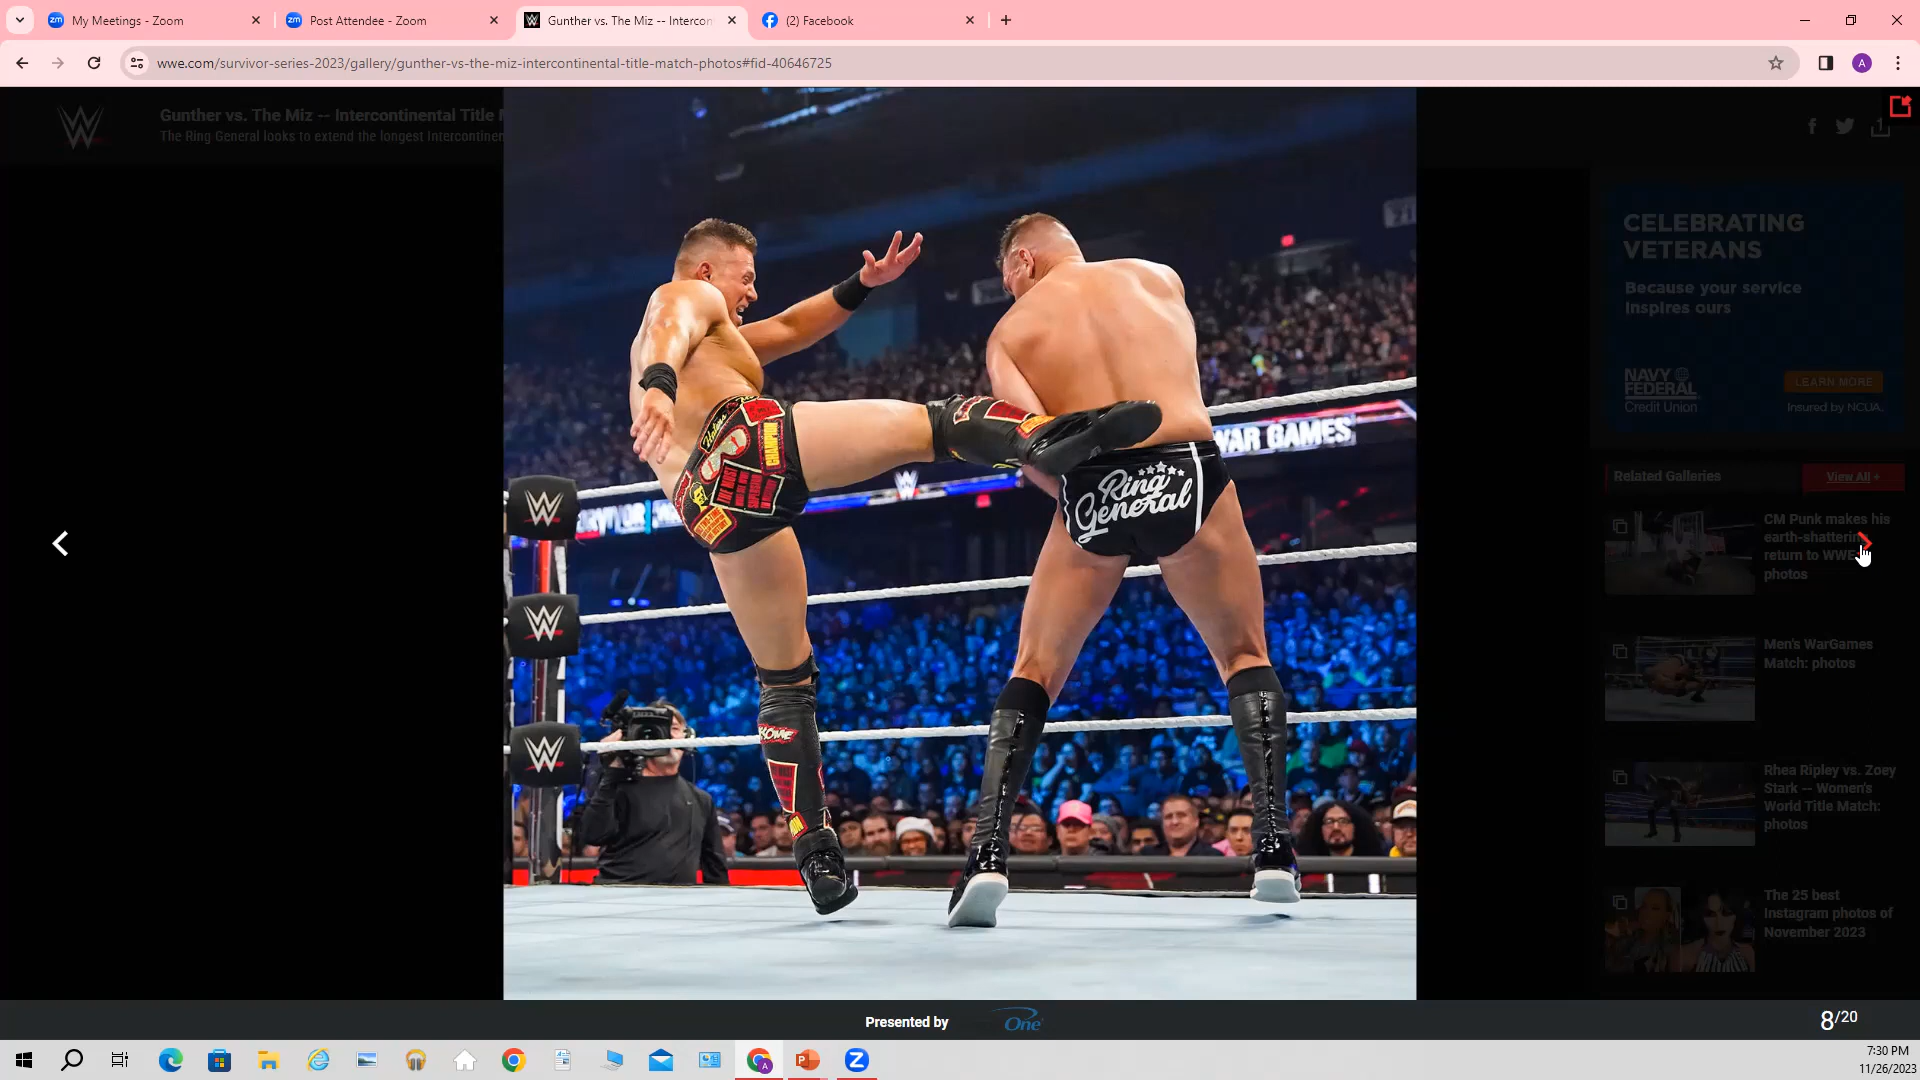 My Meetings - Zoom
Post Attendee - Zoom
Gunther vs. The Miz -- Intercon
(2) Facebook
wwe.com/survivor-series-2023/gallery/gunther-vs-the-miz-intercontinental-title-match-photos#fid-40646725
A
Gunther vs. The Miz -- Intercontinental Title
The Ring General looks to extend the longest Intercontinen
CELEBRATING
VETERANS
Because your service
inspires ours
NAVY
FEDERAL
Credit Union
LEARN MORE
Insured by NCUA.
WAR GAMES
CHAMPION
Ring
General
Related Galleries
View All +
CM Punk makes his
earth-shattering
return to WWE
photos
Men's WarGames
Match: photos
Rhea Ripley vs. Zoey
Stark -- Women's
World Title Match:
photos
The 25 best
Instagram photos of
November 2023
Presented by
One
8/20
7:30 PM
11/26/2023